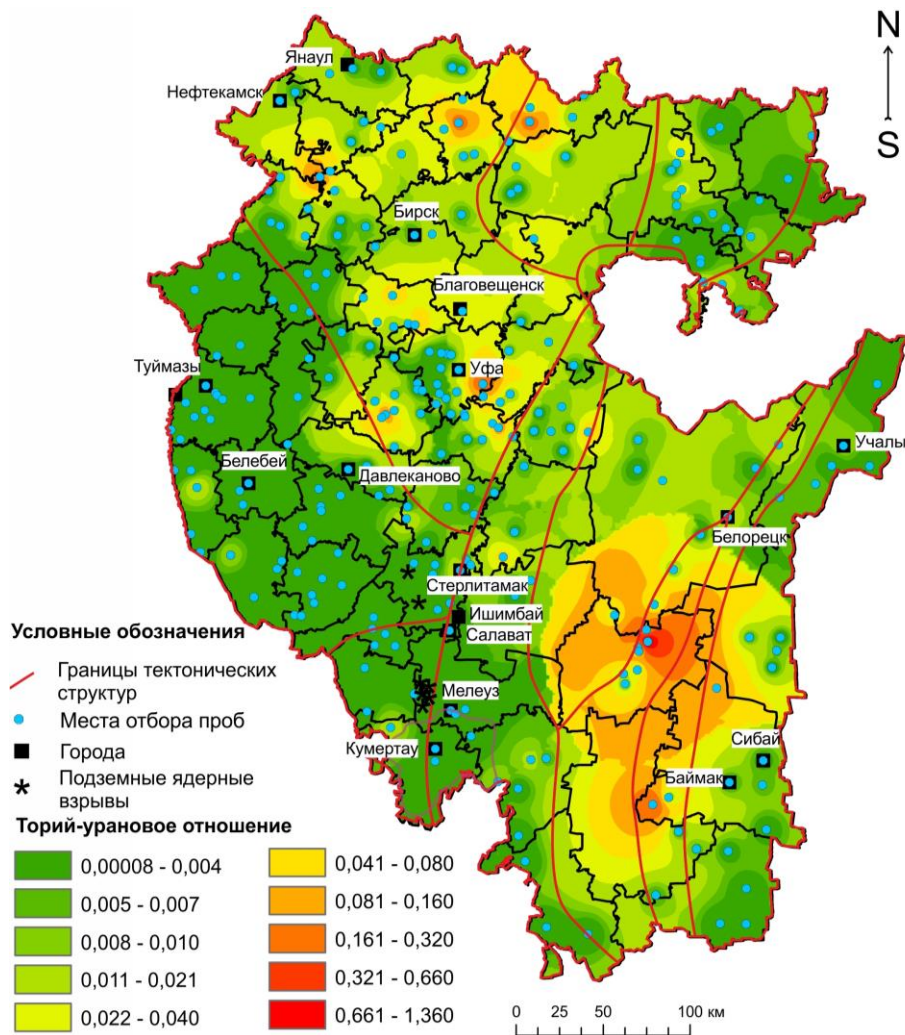 N
S
Янаул
Нефтекамск
Бирск
Благовещенск
Туймазы
Уфа
Учалы
Белебей
Давлеканово
Белорецк
Стерлитамак
Ишимбай
Салават
Мелеуз
Кумертау
Сибай
Баймак
Условные обозначения
Границы тектонических
структур
Места отбора проб
Города
Подземные ядерные
взрывы
Торий-урановое отношение
0,00008 - 0,004
0,005 - 0,007
0,008 - 0,010
0,011 - 0,021
0,022 - 0,040
0,041 - 0,080
0,081 - 0,160
0,161 - 0,320
0,321 - 0,660
0,661 - 1,360
0 25 50 100 км